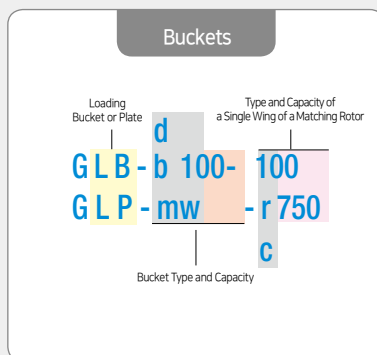 Buckets
Loading
Bucket or Plate
Type and Capacity of
a Single Wing of a Matching Rotor
d
GLB - b 100- 100
GLP - mw - r 750
c
Bucket Type and Capacity